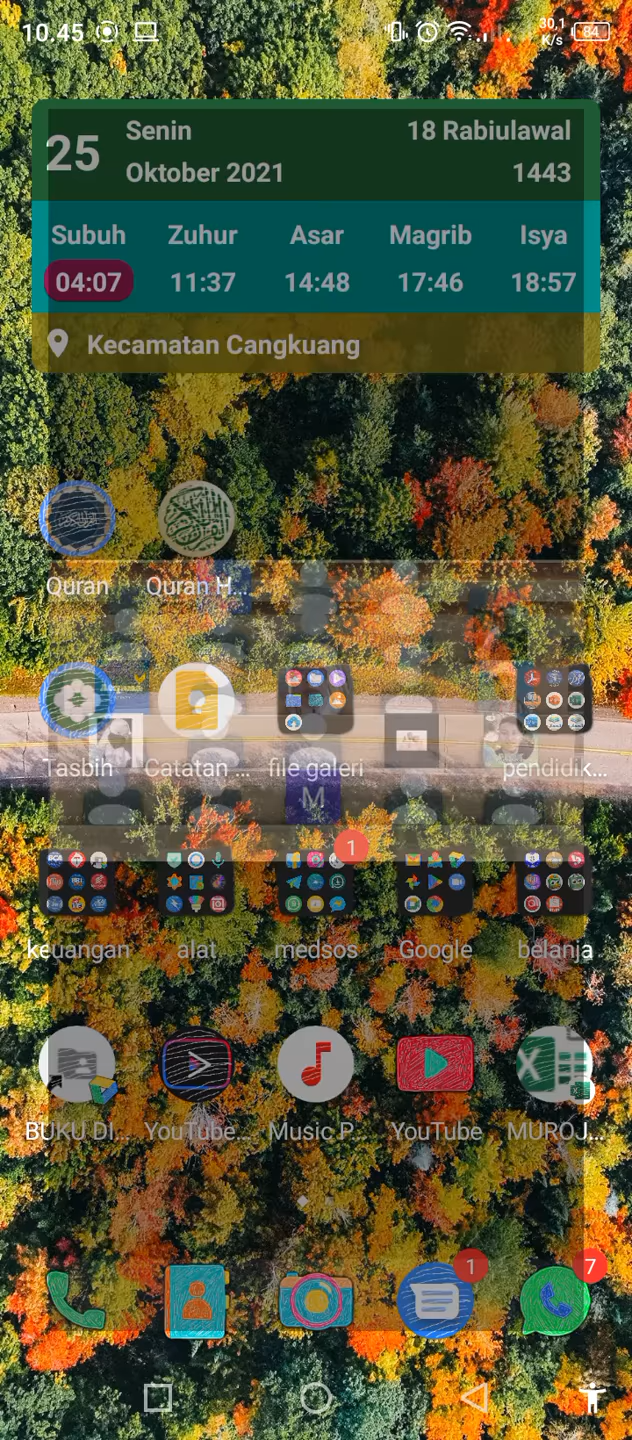 10.45
30,1
K/s
84
25
Senin
18 Rabiulawal
Oktober 2021
1443
Subuh Zuhur Asar Magrib Isya
04:07 11:37 14:48 17:46 18:57
Kecamatan Cangkuang
Quran Quran H...
Tasbih Catatan ... file galeri pendidik...
M
1
keuangan alat medsos Google belanja
BUKU DI... YouTube... Music P... YouTube MUROJ...
1
7